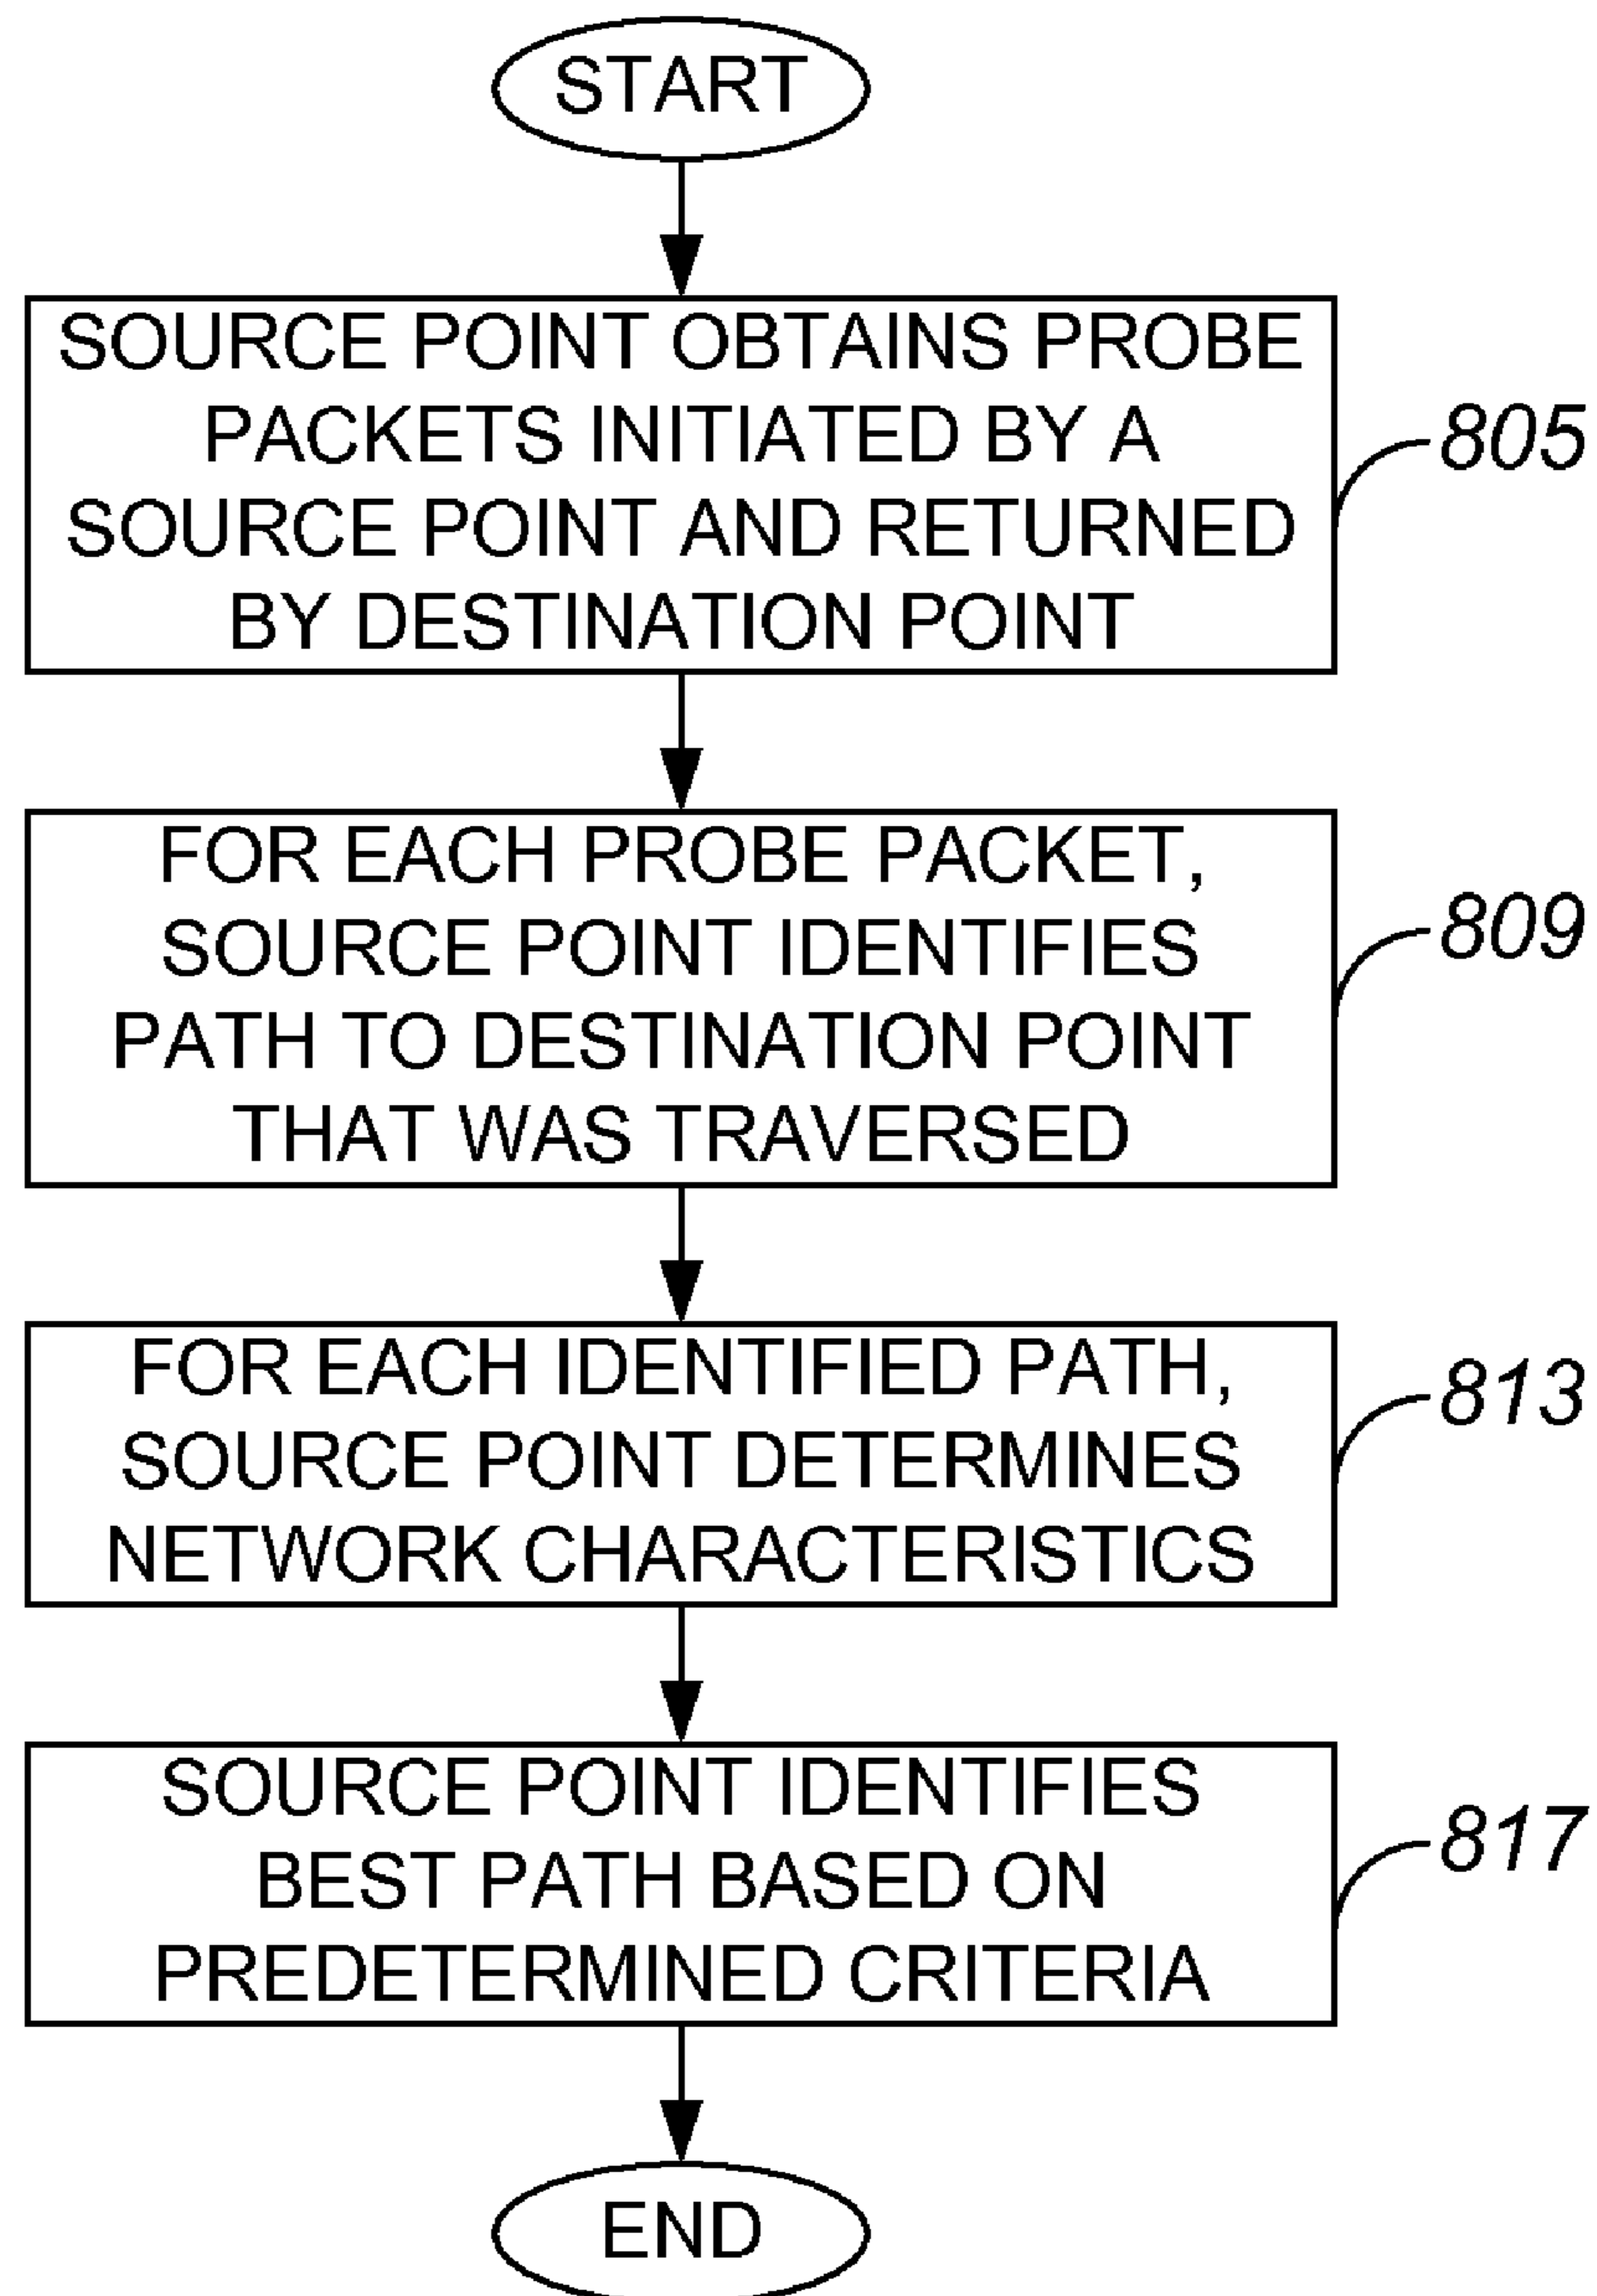 START
SOURCE POINT OBTAINS PROBE
PACKETS INITIATED BY A
SOURCE POINT AND RETURNED
BY DESTINATION POINT
805
FOR EACH PROBE PACKET,
SOURCE POINT IDENTIFIES
PATH TO DESTINATION POINT
THAT WAS TRAVERSED
809
FOR EACH IDENTIFIED PATH,
SOURCE POINT DETERMINES
NETWORK CHARACTERISTICS
813
SOURCE POINT IDENTIFIES
BEST PATH BASED ON
PREDETERMINED CRITERIA
817
END